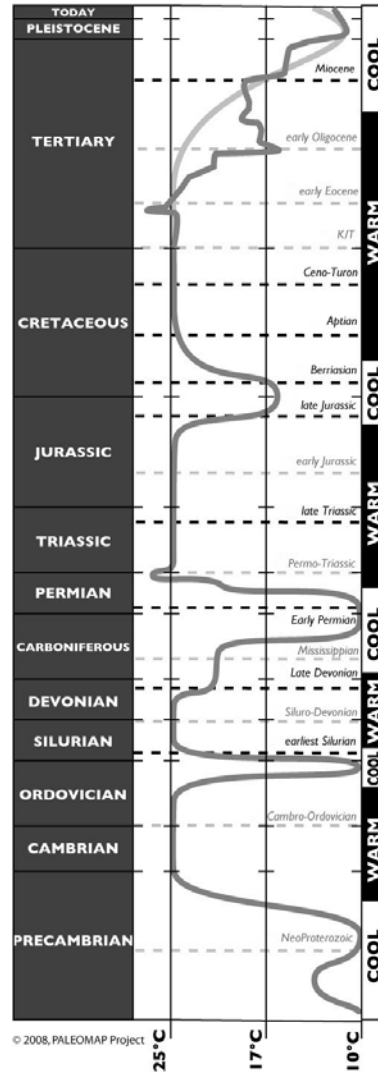 TODAY
PLEISTOCENE
COOL
Miocene
TERTIARY
early Oligocene
early Eocene
WARM
K/T
Ceno-Turon
CRETACEOUS
Aptian
Berriasian
COOL
late Jurassic
JURASSIC
early Jurassic
WARM
late Triassic
TRIASSIC
Permo-Triassic
PERMIAN
Early Permian
COOL
CARBONIFEROUS
Mississippian
Late Devonian
DEVONIAN
WARM
Siluro-Devonian
SILURIAN
earliest Silurian
COOL
ORDOVICIAN
Cambro-Ordovician
WARM
CAMBRIAN
PRECAMBRIAN
NeoProterozoic
COOL
© 2008, PALEOMAP Project
25°C
17°C
10°C